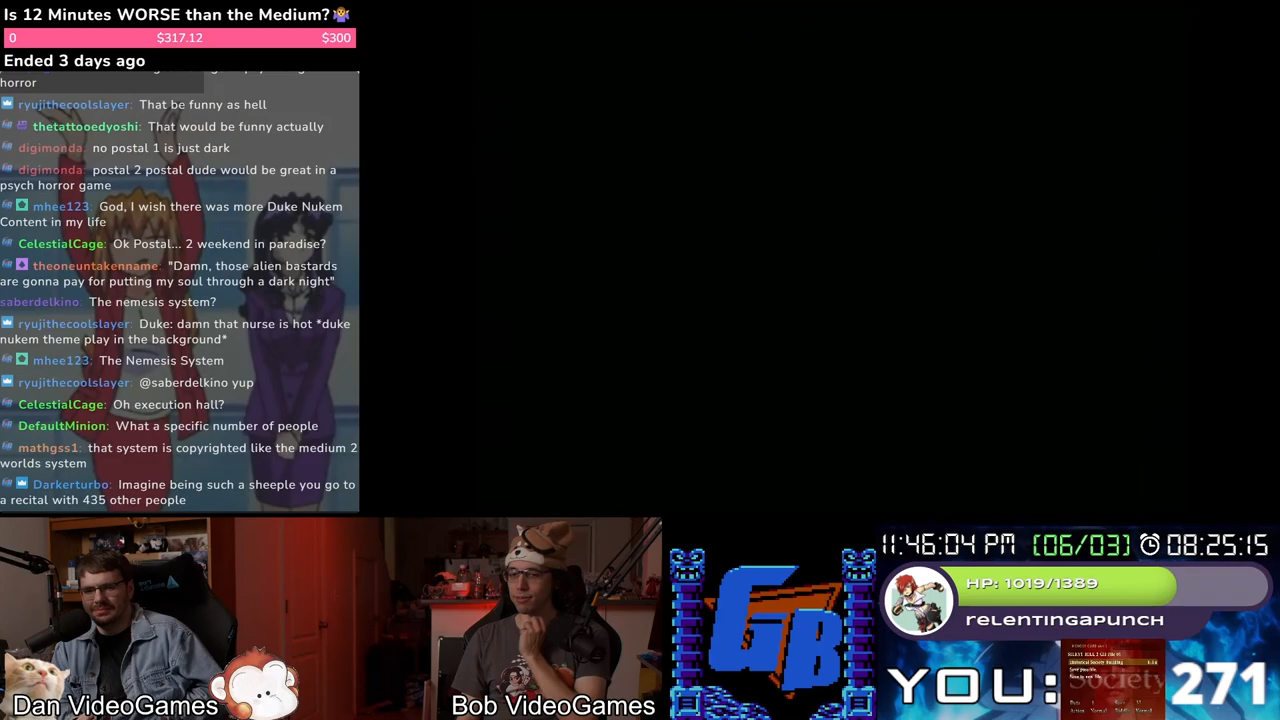 Is 12 Minutes WORSE than the Medium?🤷‍♀️
0 $317.12 $300
Ended 3 days ago
horror
ryujithecoolslayer: That be funny as hell
thetattooedyoshi: That would be funny actually
digimonda: no postal 1 is just dark
digimonda: postal 2 postal dude would be great in a
psych horror game
mhee123: God, I wish there was more Duke Nukem
Content in my life
CelestialCage: Ok Postal... 2 weekend in paradise?
theoneuntakenname: "Damn, those alien bastards
are gonna pay for putting my soul through a dark night"
saberdelkino: The nemesis system?
ryujithecoolslayer: Duke: damn that nurse is hot *duke
nukem theme play in the background*
mhee123: The Nemesis System
ryujithecoolslayer: @saberdelkino yup
CelestialCage: Oh execution hall?
DefaultMinion: What a specific number of people
mathgss1: that system is copyrighted like the medium 2
worlds system
Darkerturbo: Imagine being such a sheeple you go to
a recital with 435 other people
Dan VideoGames
Bob VideoGames
GB
11:46:04 PM [06/03] 08:25:15
HP: 1019/1389
relentingapunch
YOU: 271
Historical Society Building
Society